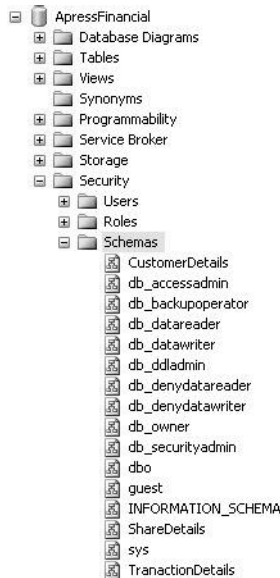 ApressFinancial
Database Diagrams
Tables
Views
Synonyms
Programmability
Service Broker
Storage
Security
Users
Roles
Schemas
CustomerDetails
db_accessadmin
db_backupoperator
db_datareader
db_datawriter
db_ddladmin
db_denydatareader
db_denydatawriter
db_owner
db_securityadmin
dbo
guest
INFORMATION_SCHEMA
ShareDetails
sys
TranactionDetails